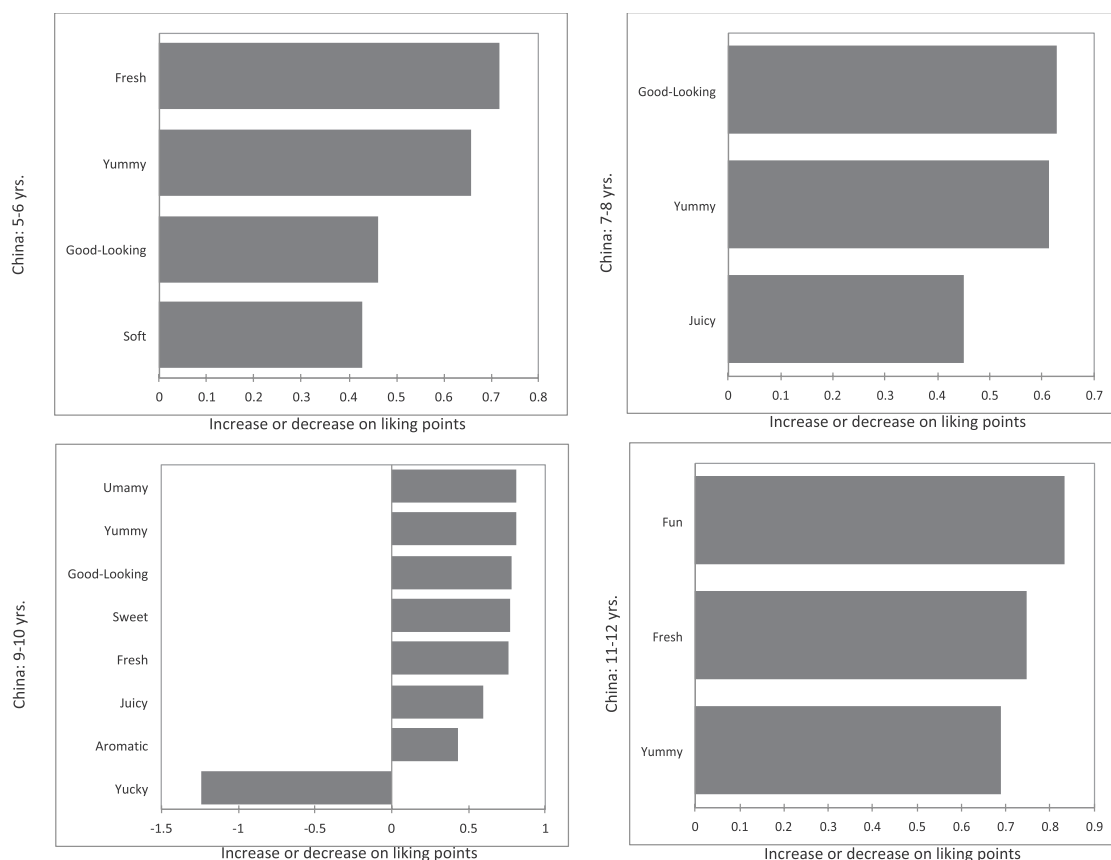 China: 5-6 yrs.
Fresh
Yummy
Good-Looking
Soft
0 0.1 0.2 0.3 0.4 0.5 0.6 0.7 0.8
Increase or decrease on liking points
China: 7-8 yrs.
Good-Looking
Yummy
Juicy
0 0.1 0.2 0.3 0.4 0.5 0.6 0.7
Increase or decrease on liking points
China: 9-10 yrs.
Umamy
Yummy
Good-Looking
Sweet
Fresh
Juicy
Aromatic
Yucky
-1.5 -1 -0.5 0 0.5 1
Increase or decrease on liking points
China: 11-12 yrs.
Fun
Fresh
Yummy
0 0.1 0.2 0.3 0.4 0.5 0.6 0.7 0.8 0.9
Increase or decrease on liking points